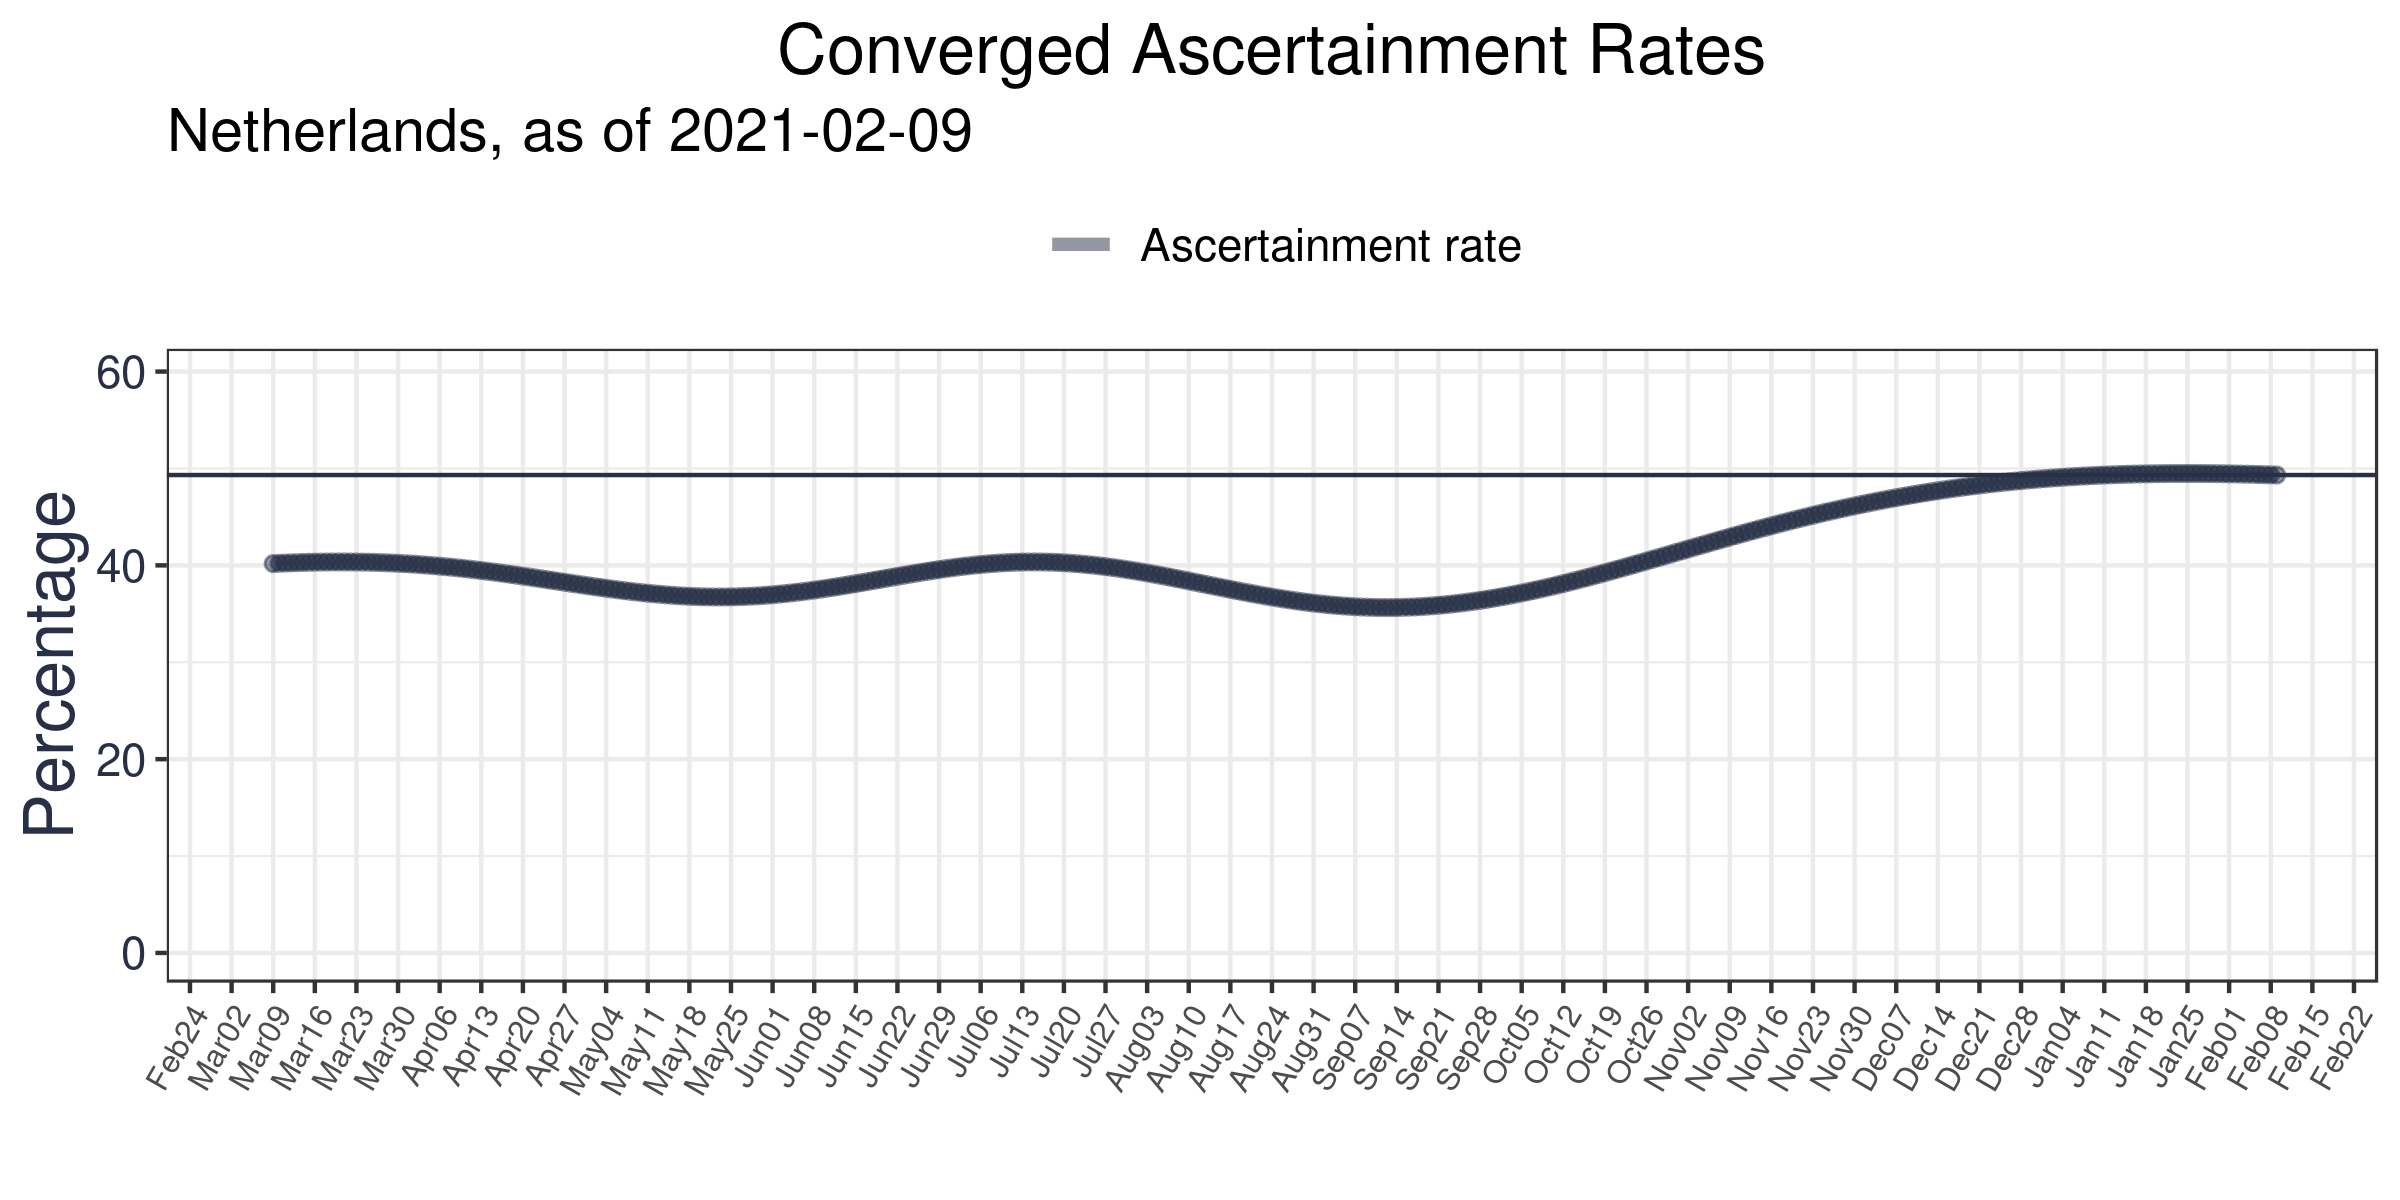 Converged Ascertainment Rates
Netherlands, as of 2021-02-09
Ascertainment rate
Percentage
60
40
20
0
Feb24
Mar02
Mar09
Mar16
Mar23
Mar30
Apr06
Apr13
Apr20
Apr27
May04
May11
May18
May25
Jun01
Jun08
Jun15
Jun22
Jun29
Jul06
Jul13
Jul20
Jul27
Aug03
Aug10
Aug17
Aug24
Aug31
Sep07
Sep14
Sep21
Sep28
Oct05
Oct12
Oct19
Oct26
Nov02
Nov09
Nov16
Nov23
Nov30
Dec07
Dec14
Dec21
Dec28
Jan04
Jan11
Jan18
Jan25
Feb01
Feb08
Feb15
Feb22